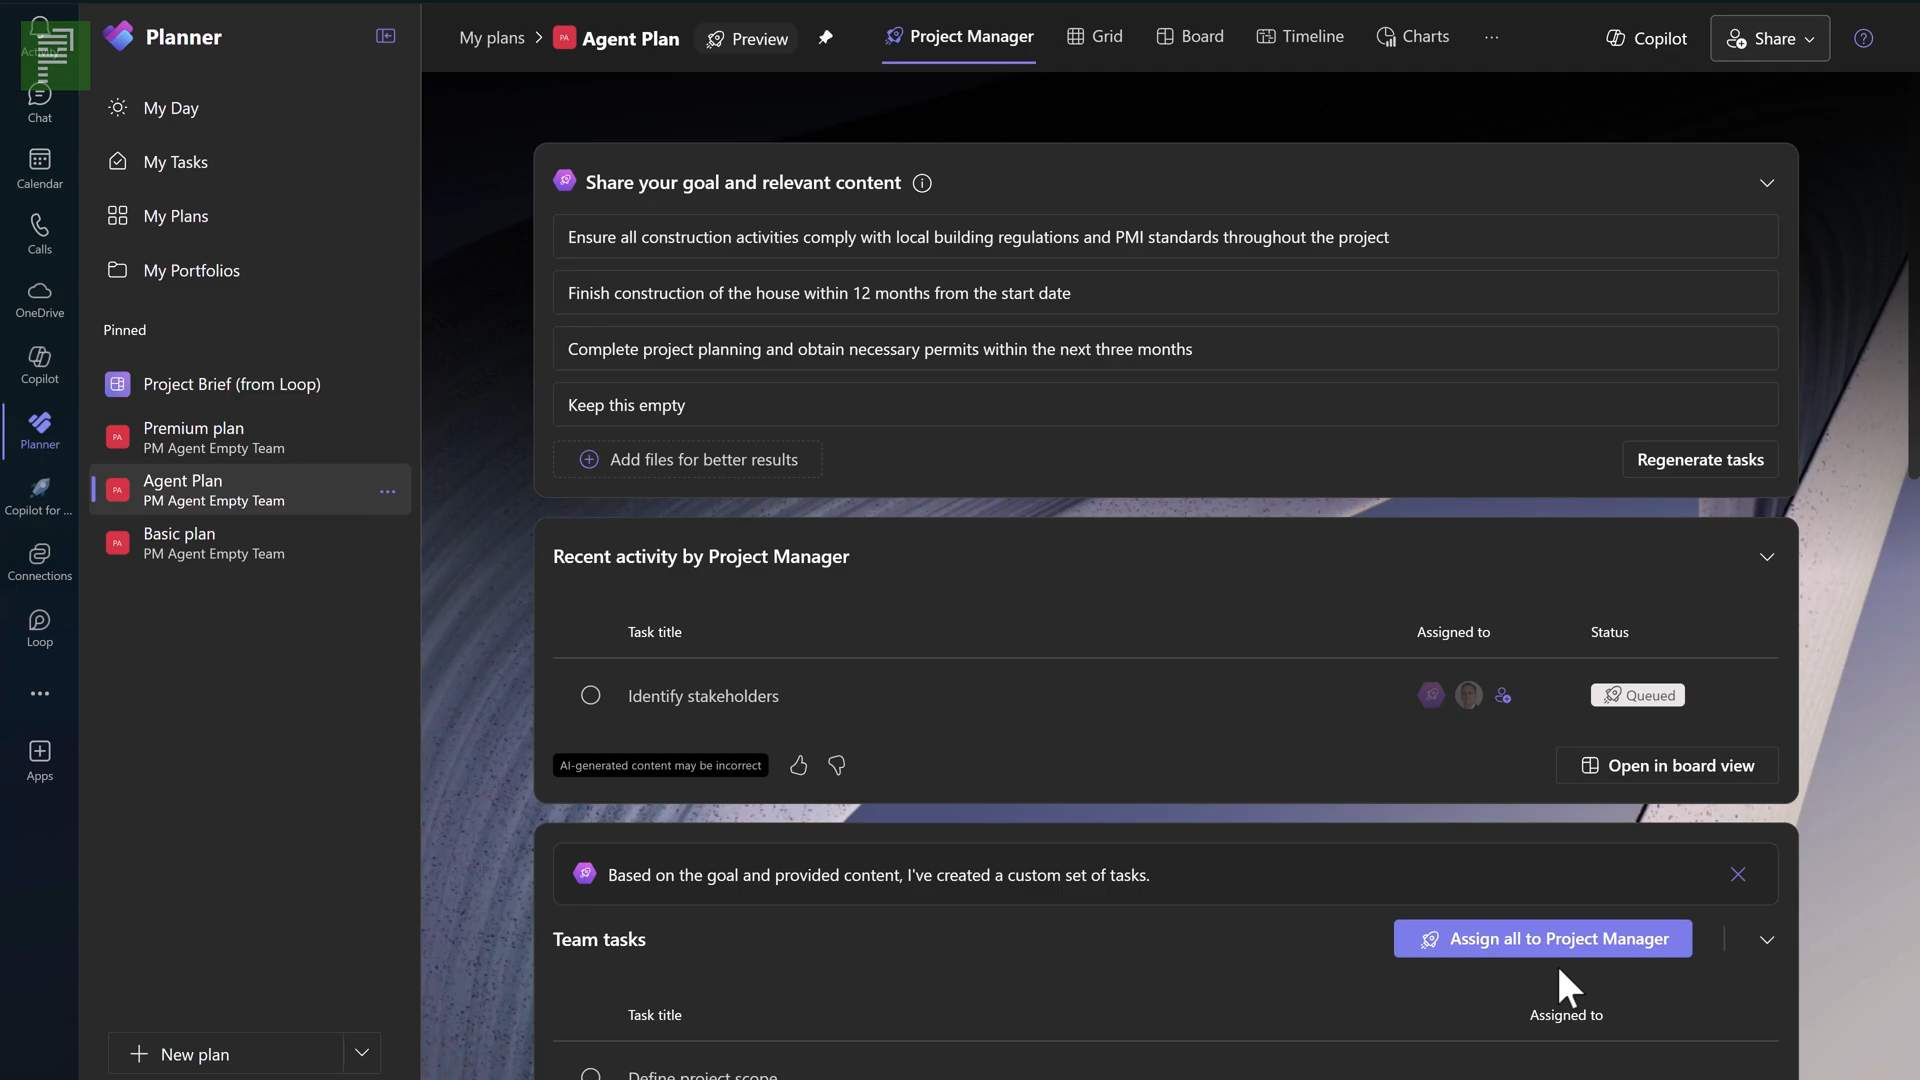 Planner
My plans
Agent Plan
Preview
Project Manager
Grid
Board
Timeline
Charts
Copilot
Share
Chat
Calendar
Calls
OneDrive
Copilot
Planner
Copilot for ...
Connections
Loop
Apps
My Day
My Tasks
My Plans
My Portfolios
Pinned
Project Brief (from Loop)
PA
Premium plan
PM Agent Empty Team
PA
Agent Plan
PM Agent Empty Team
PA
Basic plan
PM Agent Empty Team
New plan
Share your goal and relevant content
Ensure all construction activities comply with local building regulations and PMI standards throughout the project
Finish construction of the house within 12 months from the start date
Complete project planning and obtain necessary permits within the next three months
Keep this empty
Add files for better results
Regenerate tasks
Recent activity by Project Manager
Task title
Assigned to
Status
Identify stakeholders
Queued
AI-generated content may be incorrect
Open in board view
Based on the goal and provided content, I've created a custom set of tasks.
Team tasks
Assign all to Project Manager
Task title
Assigned to
Define project scope